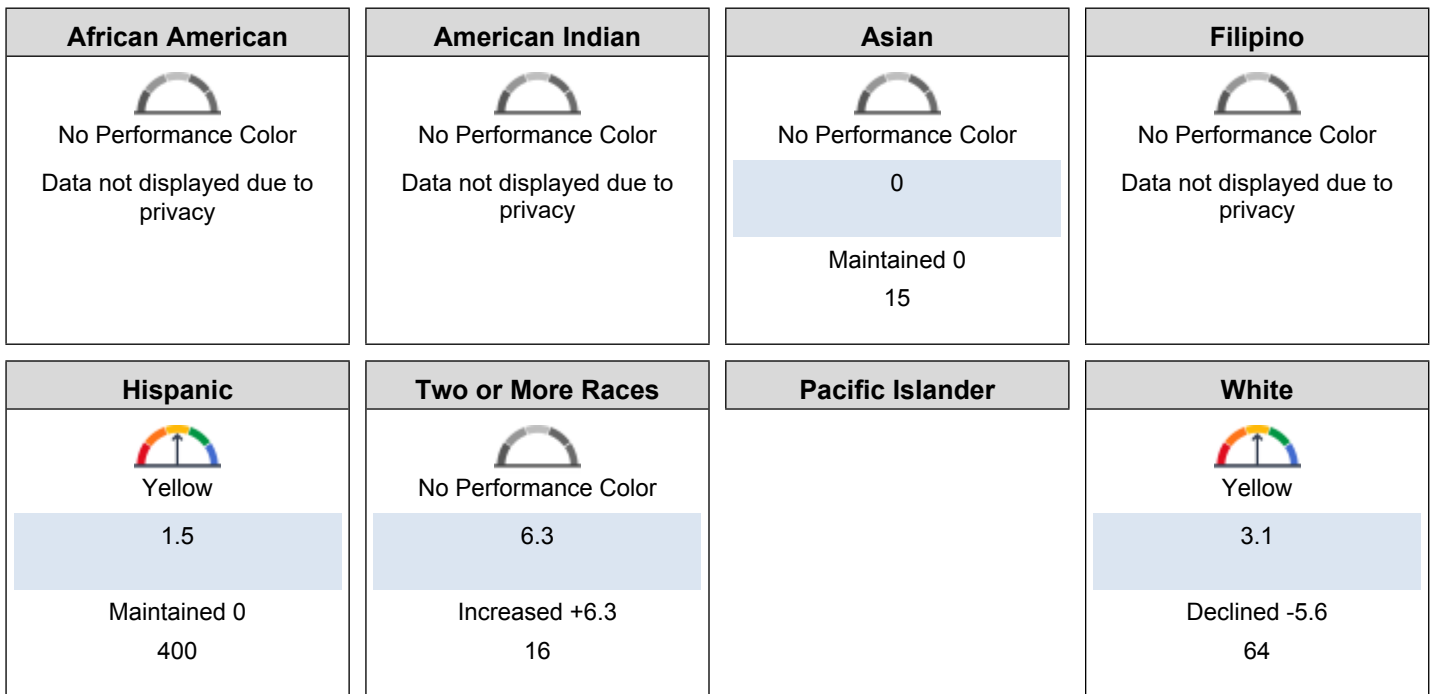 African American
No Performance Color
Data not displayed due to
privacy
American Indian
No Performance Color
Data not displayed due to
privacy
Asian
No Performance Color
0
Maintained 0
15
Filipino
No Performance Color
Data not displayed due to
privacy
Hispanic
Yellow
1.5
Maintained 0
400
Two or More Races
No Performance Color
6.3
Increased +6.3
16
Pacific Islander
White
Yellow
3.1
Declined -5.6
64